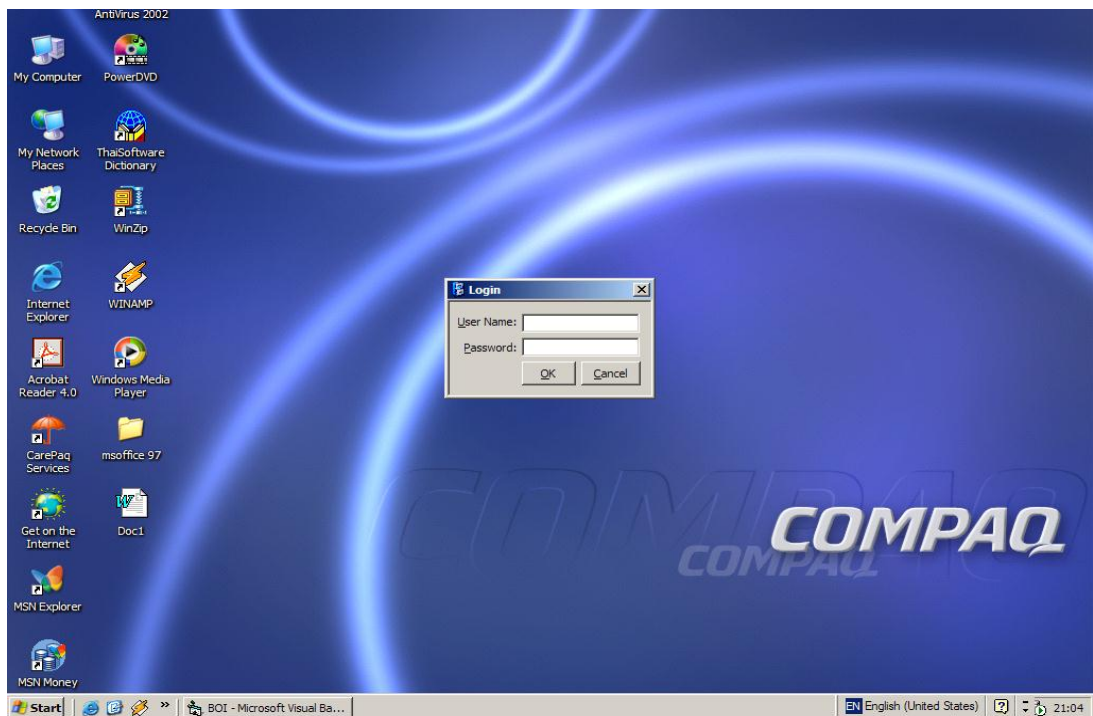 AntiVirus 2002
My Computer
PowerDVD
My Network
Places
ThaiSoftware
Dictionary
Recycle Bin
WinZip
Internet
Explorer
WINAMP
Acrobat
Reader 4.0
Windows Media
Player
CarePaq
Services
msoffice 97
Get on the
Internet
Doc1
MSN Explorer
MSN Money
Login
User Name:
Password:
OK
Cancel
COMPAQ
COMPAQ
COMPAQ
Start
»
BOI - Microsoft Visual Ba...
EN English (United States)
21:04